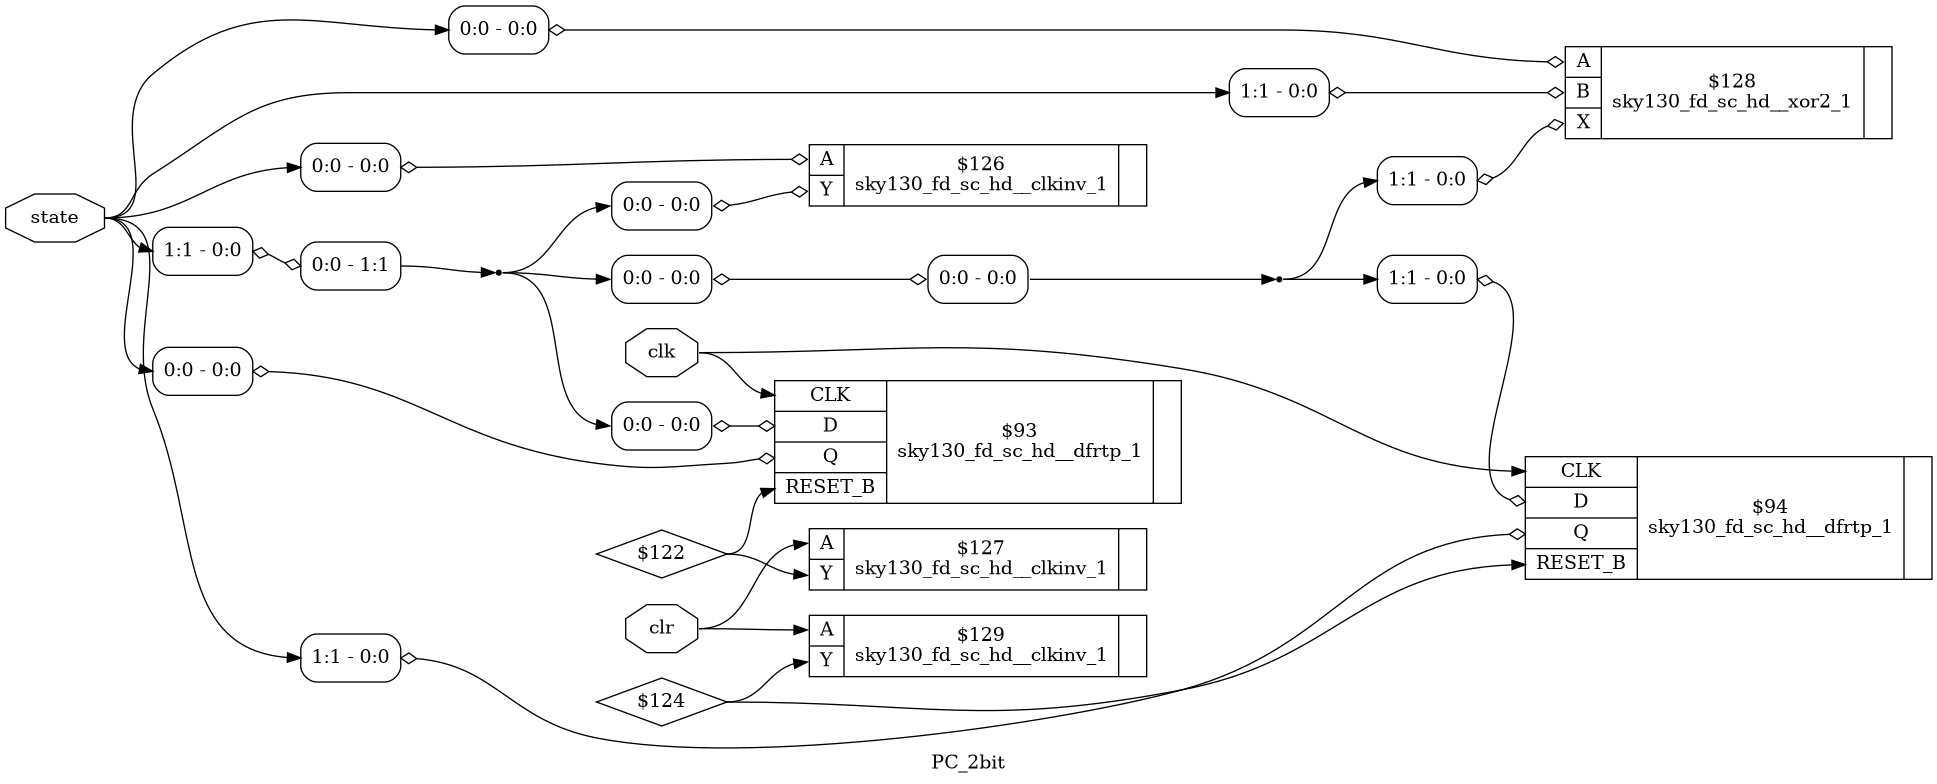 0:0 - 0:0
A
B
X
$128
sky130_fd_sc_hd__xor2_1
1:1 - 0:0
0:0 - 0:0
A
Y
$126
sky130_fd_sc_hd__clkinv_1
0:0 - 0:0
1:1 - 0:0
state
1:1 - 0:0
0:0 - 1:1
0:0 - 0:0
0:0 - 0:0
1:1 - 0:0
clk
0:0 - 0:0
CLK
D
Q
RESET_B
$93
sky130_fd_sc_hd__dfrtp_1
0:0 - 0:0
CLK
D
Q
RESET_B
$94
sky130_fd_sc_hd__dfrtp_1
$122
A
Y
$127
sky130_fd_sc_hd__clkinv_1
clr
A
Y
$129
sky130_fd_sc_hd__clkinv_1
1:1 - 0:0
$124
PC_2bit